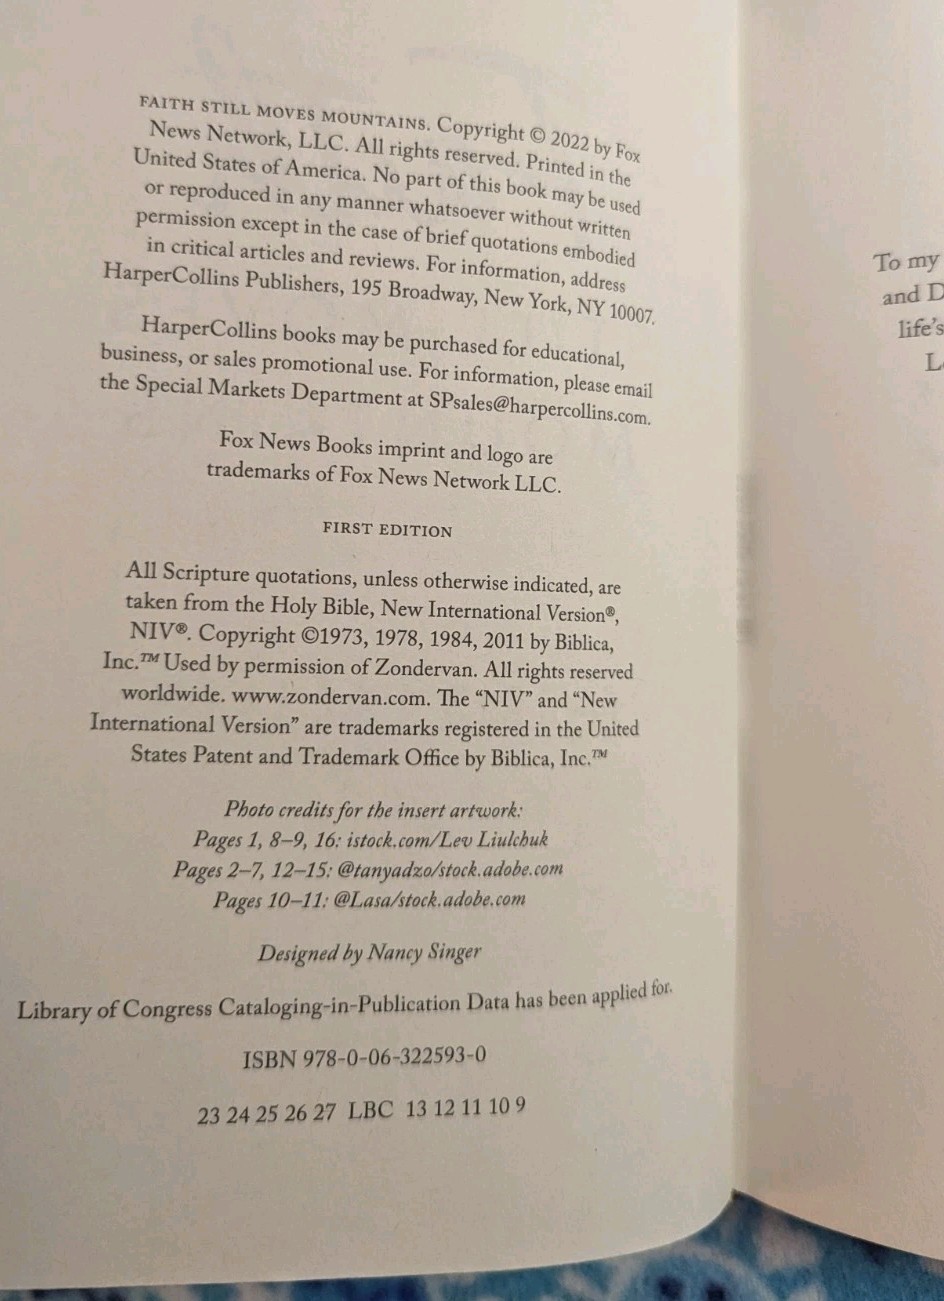 FAITH STILL MOVES MOUNTAINS. Copyright © 2022 by Fox
News Network, LLC. All rights reserved. Printed in the
United States of America. No part of this book may be used
or reproduced in any manner whatsoever without written
permission except in the case of brief quotations embodied
in critical articles and reviews. For information, address
HarperCollins Publishers, 195 Broadway, New York, NY 10007.
HarperCollins books may be purchased for educational,
business, or sales promotional use. For information, please email
the Special Markets Department at SPsales@harpercollins.com.
Fox News Books imprint and logo are
trademarks of Fox News Network LLC.
FIRST EDITION
All Scripture quotations, unless otherwise indicated, are
taken from the Holy Bible, New International Version®,
NIV®. Copyright ©1973, 1978, 1984, 2011 by Biblica,
Inc.™ Used by permission of Zondervan. All rights reserved
worldwide. www.zondervan.com. The “NIV” and “New
International Version” are trademarks registered in the United
States Patent and Trademark Office by Biblica, Inc.™
Photo credits for the insert artwork:
Pages 1, 8–9, 16: istock.com/Lev Liulchuk
Pages 2–7, 12–15: @tanyadzo/stock.adobe.com
Pages 10–11: @Lasa/stock.adobe.com
Designed by Nancy Singer
Library of Congress Cataloging-in-Publication Data has been applied for.
ISBN 978-0-06-322593-0
23 24 25 26 27 LBC 13 12 11 10 9
To my
and D
life’s
L